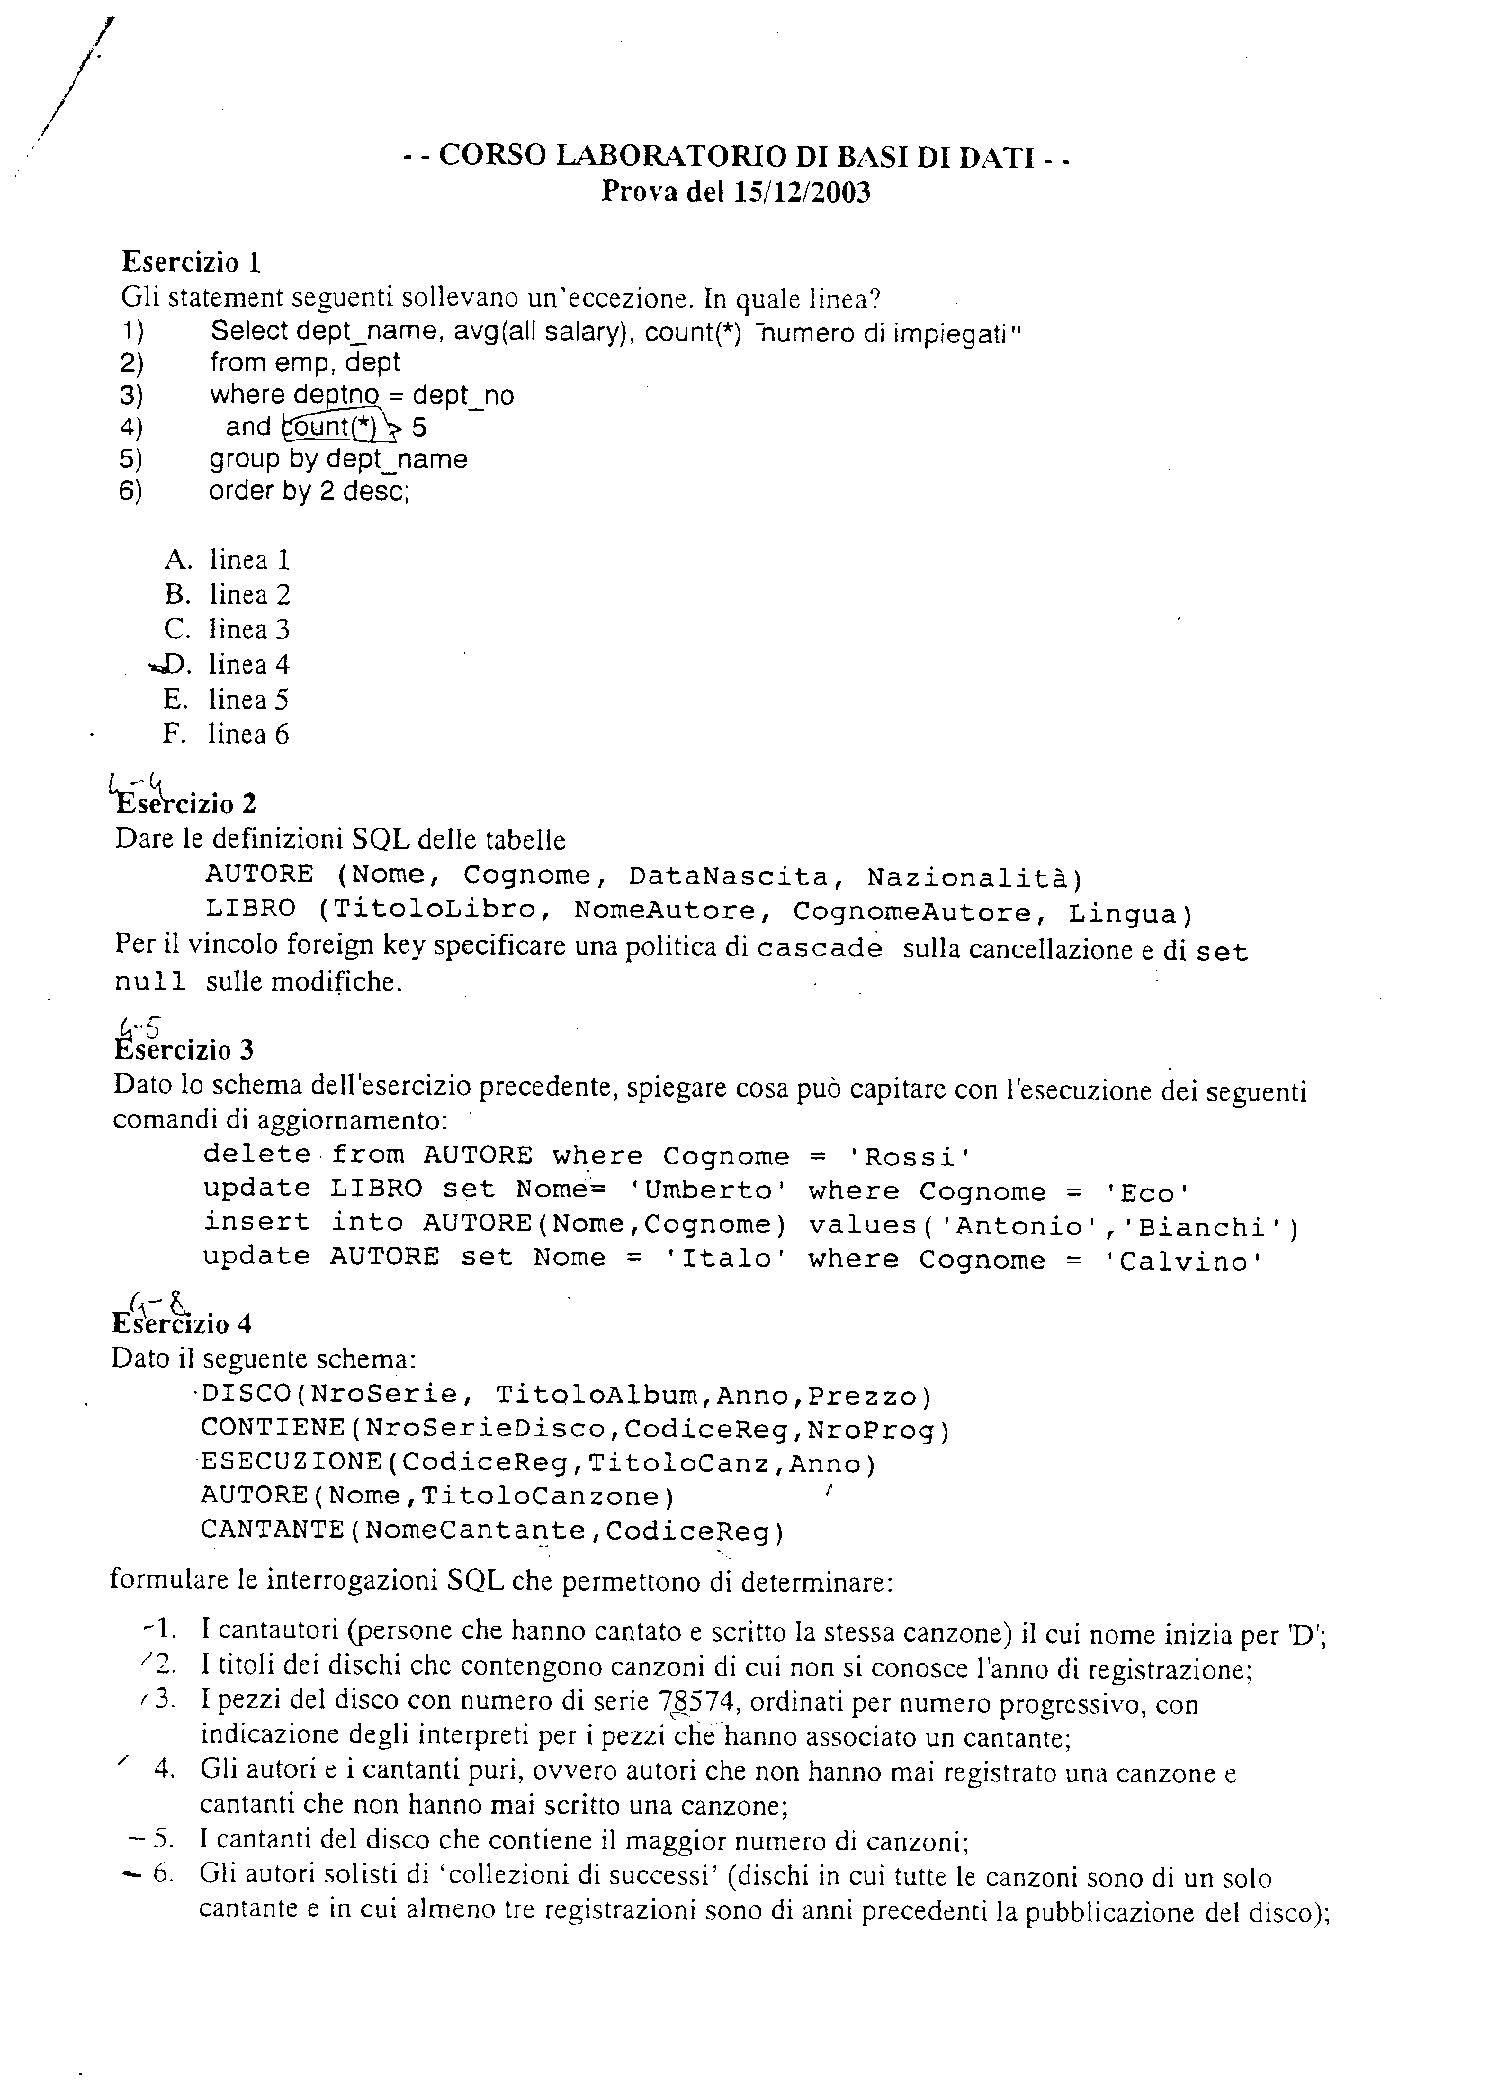 - - CORSO LABORATORIO DI BASI DI DATI - -
Prova del 15/12/2003
Esercizio 1
Gli statement seguenti sollevano un'eccezione. In quale linea?
1) Select dept_name, avg(all salary), count(*) "numero di impiegati"
2) from emp, dept
3) where deptno = dept_no
4) and count(*) > 5
5) group by dept_name
6) order by 2 desc;
A. linea 1
B. linea 2
C. linea 3
D. linea 4
E. linea 5
F. linea 6
4-4
Esercizio 2
Dare le definizioni SQL delle tabelle
AUTORE (Nome, Cognome, DataNascita, Nazionalità)
LIBRO (TitoloLibro, NomeAutore, CognomeAutore, Lingua)
Per il vincolo foreign key specificare una politica di cascade sulla cancellazione e di set
null sulle modifiche.
4-5
Esercizio 3
Dato lo schema dell'esercizio precedente, spiegare cosa può capitare con l'esecuzione dei seguenti
comandi di aggiornamento:
delete from AUTORE where Cognome = 'Rossi'
update LIBRO set Nome= 'Umberto' where Cognome = 'Eco'
insert into AUTORE(Nome,Cognome) values('Antonio','Bianchi')
update AUTORE set Nome = 'Italo' where Cognome = 'Calvino'
4-8
Esercizio 4
Dato il seguente schema:
DISCO(NroSerie, TitoloAlbum,Anno,Prezzo)
CONTIENE(NroSerieDisco,CodiceReg,NroProg)
ESECUZIONE(CodiceReg,TitoloCanz,Anno)
AUTORE(Nome,TitoloCanzone)
CANTANTE(NomeCantante,CodiceReg)
formulare le interrogazioni SQL che permettono di determinare:
1. I cantautori (persone che hanno cantato e scritto la stessa canzone) il cui nome inizia per 'D';
2. I titoli dei dischi che contengono canzoni di cui non si conosce l'anno di registrazione;
3. I pezzi del disco con numero di serie 78574, ordinati per numero progressivo, con
indicazione degli interpreti per i pezzi che hanno associato un cantante;
4. Gli autori e i cantanti puri, ovvero autori che non hanno mai registrato una canzone e
cantanti che non hanno mai scritto una canzone;
5. I cantanti del disco che contiene il maggior numero di canzoni;
6. Gli autori solisti di 'collezioni di successi' (dischi in cui tutte le canzoni sono di un solo
cantante e in cui almeno tre registrazioni sono di anni precedenti la pubblicazione del disco);